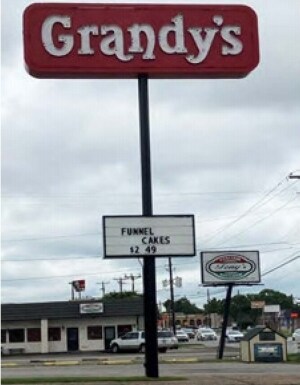 Grandy's
FUNNEL
CAKES
$2 49